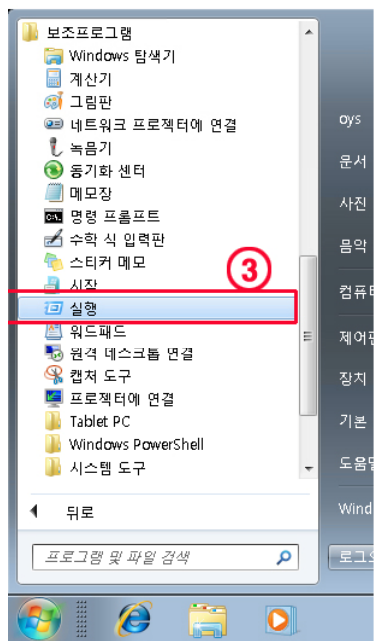 보조프로그램
Windows 탐색기
계산기
그림판
네트워크 프로젝터에 연결
녹음기
동기화 센터
메모장
명령 프롬프트
수학 식 입력판
스티커 메모
시작
실행
워드패드
원격 데스크톱 연결
캡처 도구
프로젝터에 연결
Tablet PC
Windows PowerShell
시스템 도구
뒤로
프로그램 및 파일 검색
3
oys
문서
사진
음악
컴퓨터
제어
장치
기본
도움말
Wind
로그오